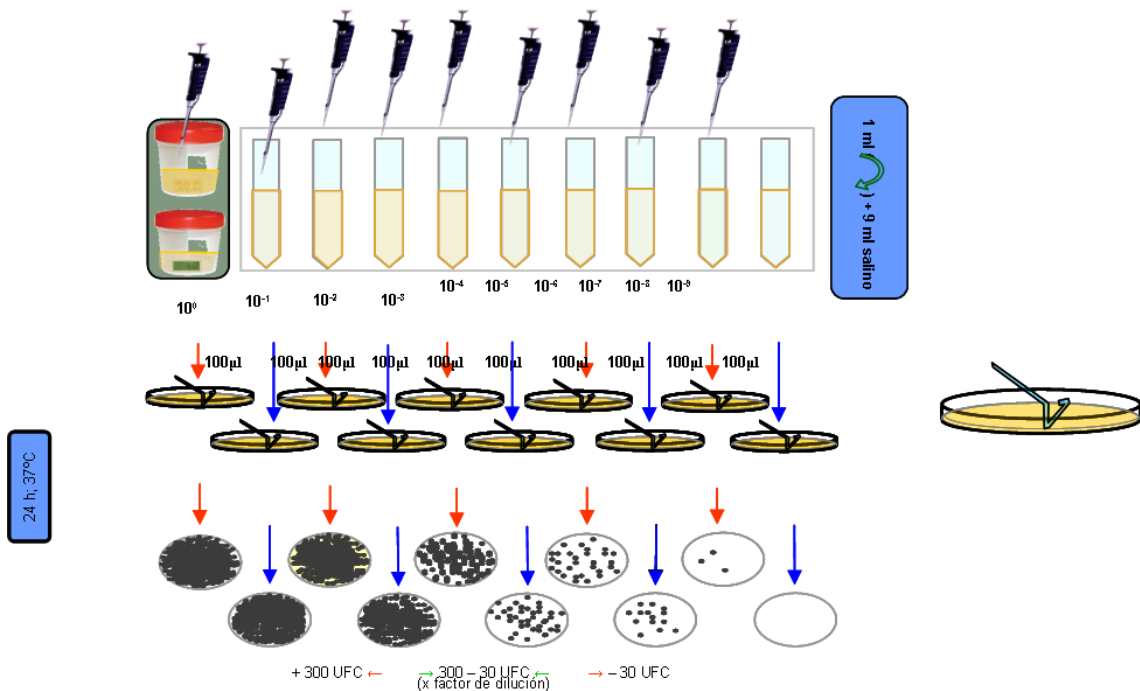 1 ml ( ) + 9 ml salino
10⁰
10⁻¹
10⁻²
10⁻³
10⁻⁴
10⁻⁵
10⁻⁶
10⁻⁷
10⁻⁸
10⁻⁹
100µl
100µl
100µl
100µl
100µl
100µl
100µl
100µl
100µl
100µl
24 h; 37ºC
+ 300 UFC ← → 300 – 30 UFC ← → – 30 UFC
(x factor de dilución)